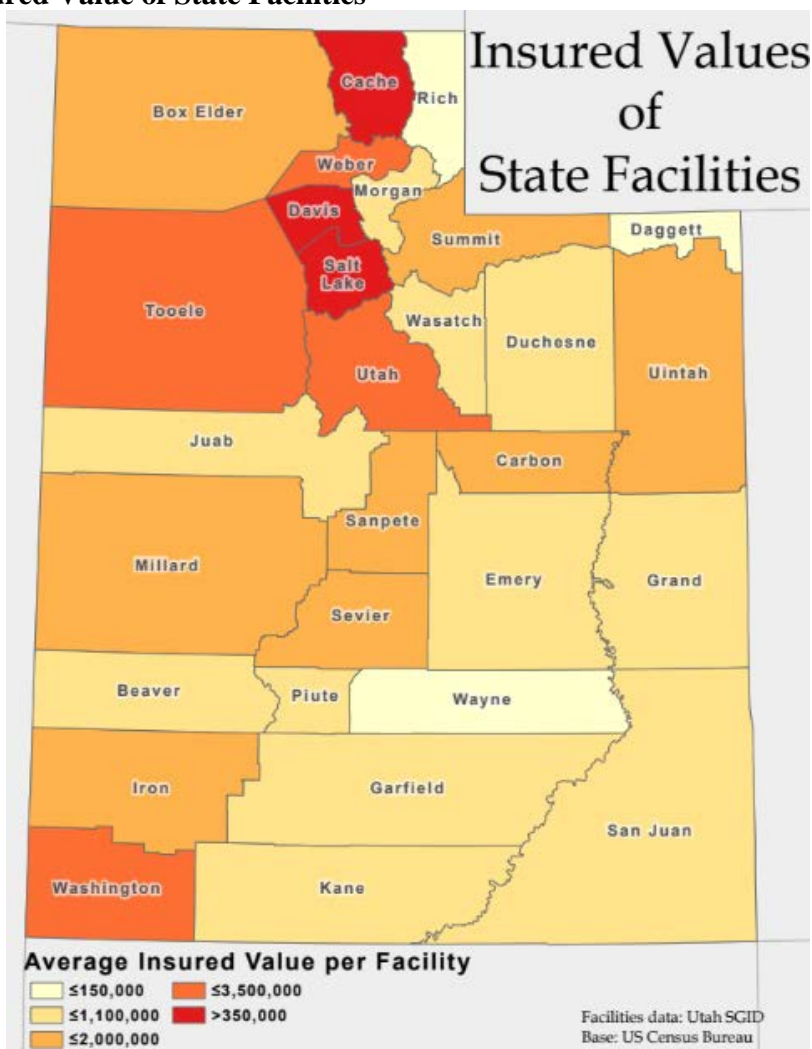 Insured Values
of
State Facilities
Cache
Rich
Box Elder
Weber
Morgan
Davis
Summit
Daggett
Salt
Lake
Tooele
Wasatch
Duchesne
Utah
Uintah
Juab
Carbon
Sanpete
Millard
Emery
Grand
Sevier
Beaver
Piute
Wayne
Iron
Garfield
San Juan
Washington
Kane
Average Insured Value per Facility
≤150,000
≤3,500,000
≤1,100,000
>350,000
≤2,000,000
Facilities data: Utah SGID
Base: US Census Bureau